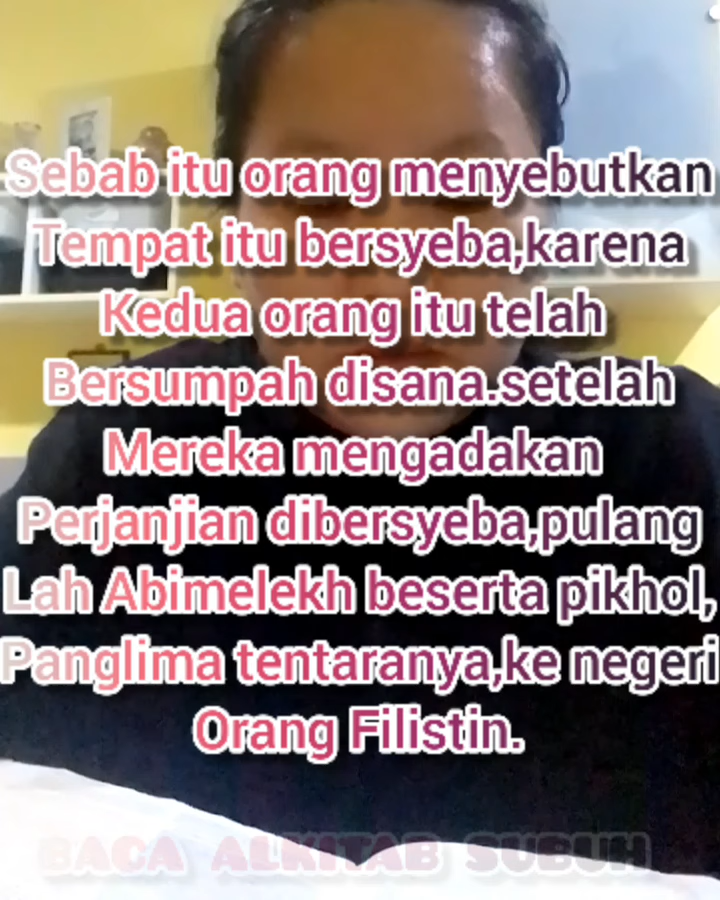 Sebab itu orang menyebutkan
Tempat itu bersyeba,karena
Kedua orang itu telah
Bersumpah disana.setelah
Mereka mengadakan
Perjanjian dibersyeba,pulang
Lah Abimelekh beserta pikhol,
Panglima tentaranya,ke negeri
Orang Filistin.
BACA ALKITAB SUBUH